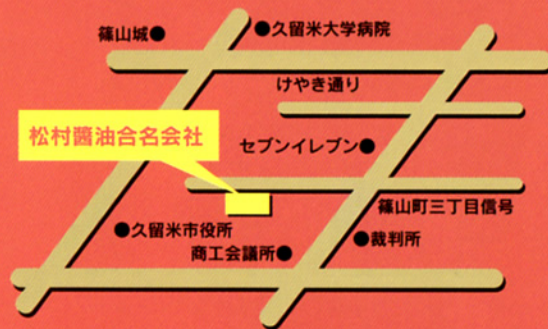 篠山城●
●久留米大学病院
けやき通り
松村醬油合名会社
セブンイレブン●
篠山町三丁目信号
●久留米市役所
商工会議所●
●裁判所